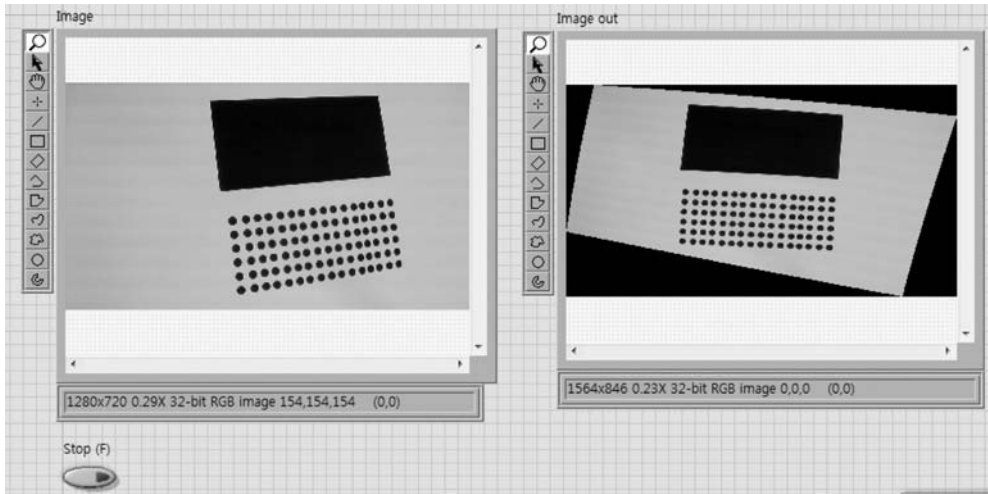 Image
Image out
1280x720 0.29X 32-bit RGB image 154,154,154 (0,0)
1564x846 0.23X 32-bit RGB image 0,0,0 (0,0)
Stop (F)